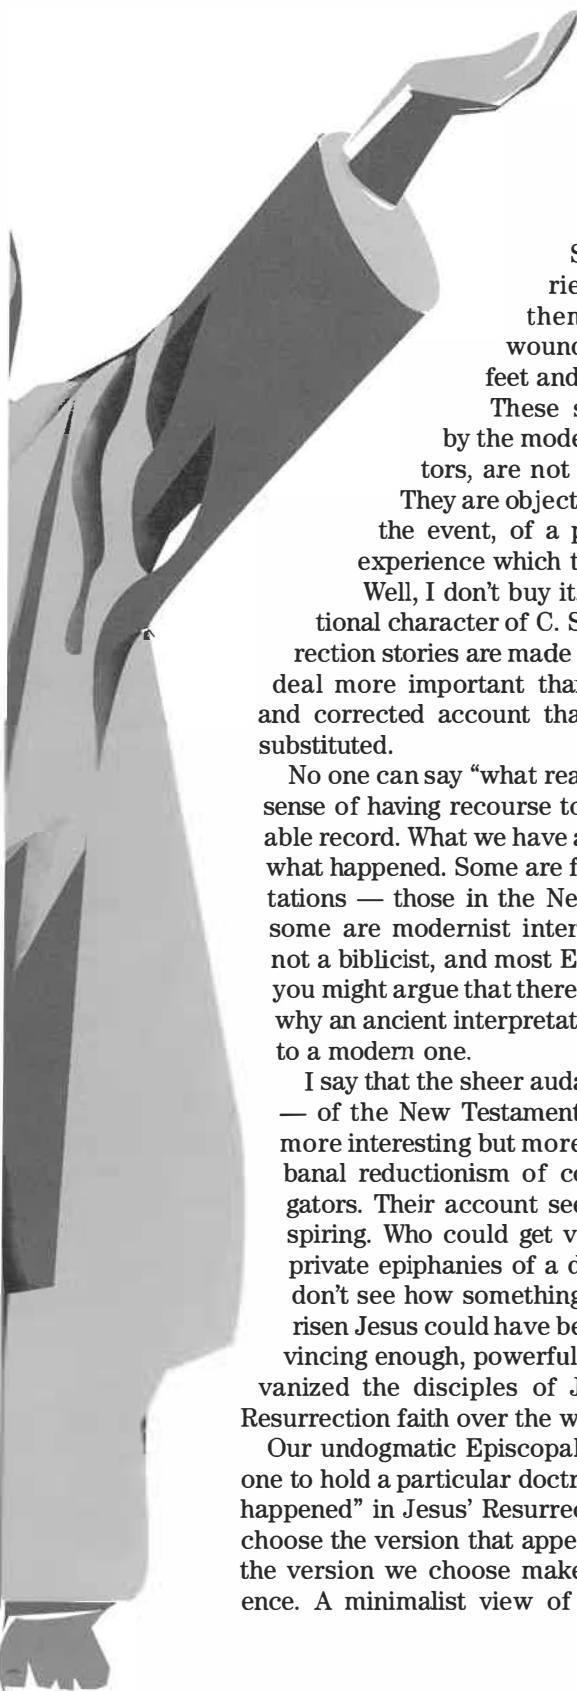 S
rie
then
wound
feet and
These s
by the mode
tors, are not
They are object
the event, of a p
experience which t
Well, I don't buy it.
tional character of C. S
rection stories are made
deal more important tha
and corrected account tha
substituted.
No one can say “what rea
sense of having recourse to
able record. What we have a
what happened. Some are f
tations — those in the Ne
some are modernist inter
not a biblicist, and most E
you might argue that there
why an ancient interpretat
to a modern one.
I say that the sheer auda
— of the New Testament
more interesting but more
banal reductionism of ce
gators. Their account see
spiring. Who could get v
private epiphanies of a d
don't see how something
risen Jesus could have be
vincing enough, powerful
vanized the disciples of J
Resurrection faith over the w
Our undogmatic Episcopal
one to hold a particular doctr
happened” in Jesus' Resurrec
choose the version that appe
the version we choose make
ence. A minimalist view of